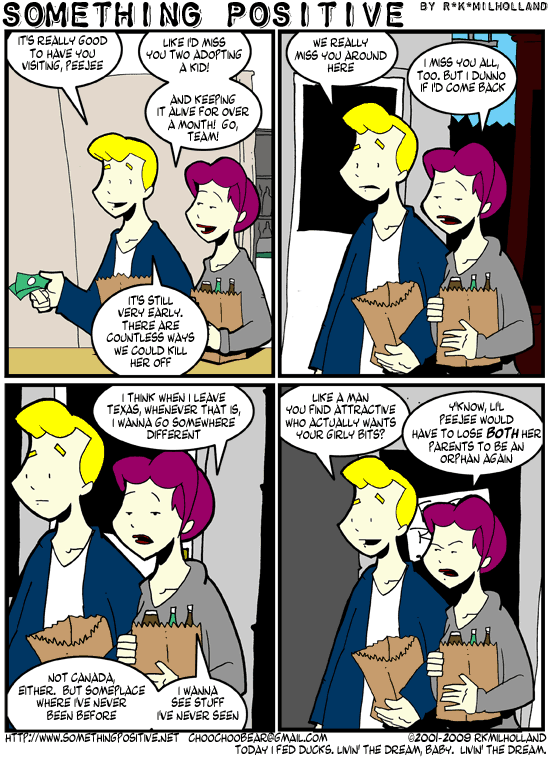 SOMETHING POSITIVE BY R*K*MILHOLLAND
IT'S REALLY GOOD
TO HAVE YOU
VISITING, PEEJEE
LIKE I'D MISS
YOU TWO ADOPTING
A KID!
AND KEEPING
IT ALIVE FOR OVER
A MONTH! GO,
TEAM!
IT'S STILL
VERY EARLY.
THERE ARE
COUNTLESS WAYS
WE COULD KILL
HER OFF
WE REALLY
MISS YOU AROUND
HERE
I MISS YOU ALL,
TOO. BUT I DUNNO
IF I'D COME BACK
I THINK WHEN I LEAVE
TEXAS, WHENEVER THAT IS,
I WANNA GO SOMEWHERE
DIFFERENT
NOT CANADA,
EITHER. BUT SOMEPLACE
WHERE I'VE NEVER
BEEN BEFORE
I WANNA
SEE STUFF
I'VE NEVER SEEN
LIKE A MAN
YOU FIND ATTRACTIVE
WHO ACTUALLY WANTS
YOUR GIRLY BITS?
Y'KNOW, LI'L
PEEJEE WOULD
HAVE TO LOSE BOTH HER
PARENTS TO BE AN
ORPHAN AGAIN
HTTP://WWW.SOMETHINGPOSITIVE.NET CHOOCHOOBEAR@GMAIL.COM ©2001-2009 RKMILHOLLAND
TODAY I FED DUCKS. LIVIN' THE DREAM, BABY. LIVIN' THE DREAM.